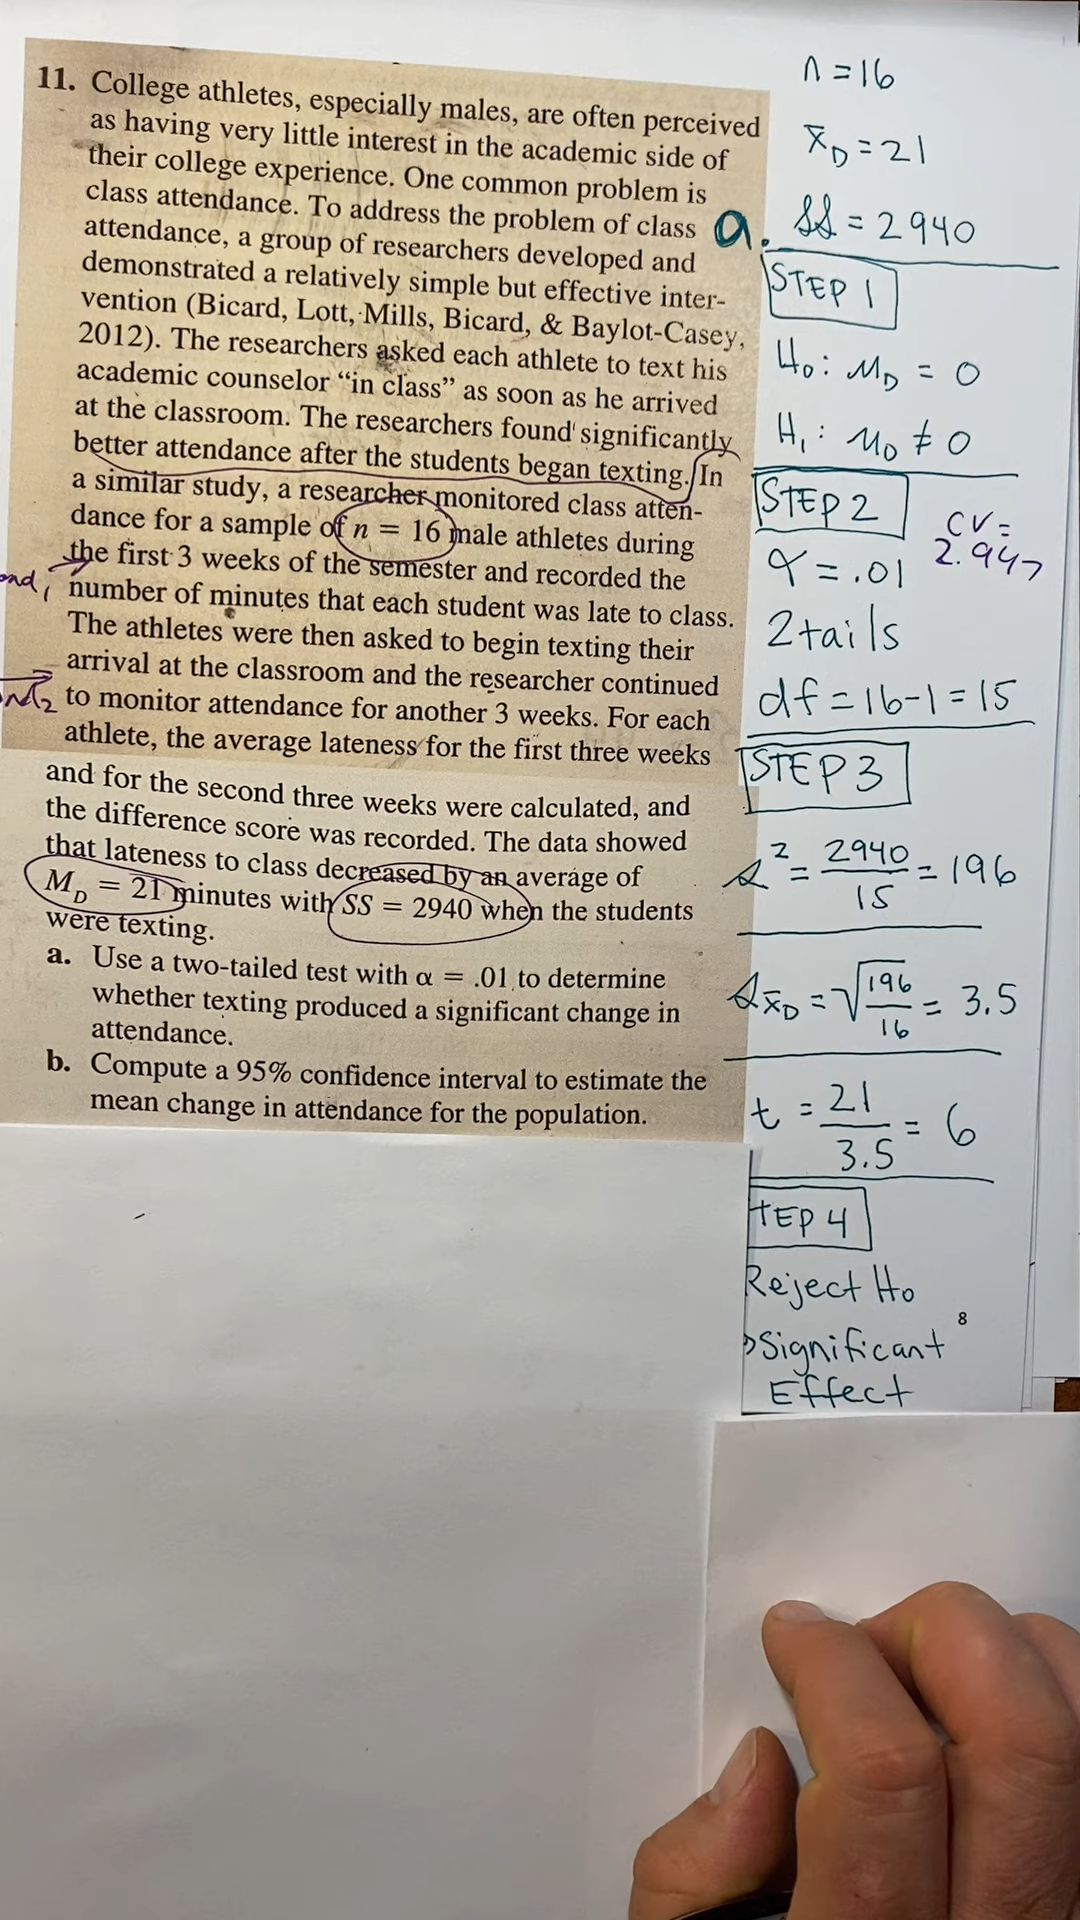 11. College athletes, especially males, are often perceived
as having very little interest in the academic side of
their college experience. One common problem is
class attendance. To address the problem of class
attendance, a group of researchers developed and
demonstrated a relatively simple but effective inter-
vention (Bicard, Lott, Mills, Bicard, & Baylot-Casey,
2012). The researchers asked each athlete to text his
academic counselor “in class” as soon as he arrived
at the classroom. The researchers found significantly
better attendance after the students began texting. In
a similar study, a researcher monitored class atten-
dance for a sample of n = 16 male athletes during
the first 3 weeks of the semester and recorded the
number of minutes that each student was late to class.
The athletes were then asked to begin texting their
arrival at the classroom and the researcher continued
to monitor attendance for another 3 weeks. For each
athlete, the average lateness for the first three weeks
and for the second three weeks were calculated, and
the difference score was recorded. The data showed
that lateness to class decreased by an average of
M_D = 21 minutes with SS = 2940 when the students
were texting.
a. Use a two-tailed test with α = .01 to determine
whether texting produced a significant change in
attendance.
b. Compute a 95% confidence interval to estimate the
mean change in attendance for the population.
n = 16
x̄_D = 21
a. SS = 2940
STEP 1
H₀: M_D = 0
H₁: M_D ≠ 0
STEP 2
CV =
2.947
α = .01
2 tails
df = 16-1 = 15
STEP 3
s² = 2940/15 = 196
s_x̄D = √196/16 = 3.5
t = 21/3.5 = 6
TEP 4
Reject H₀
Significant
Effect
8